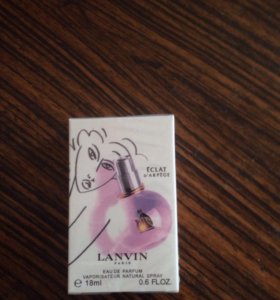 ÉCLAT
D'ARPÈGE
LANVIN
PARIS
EAU DE PARFUM
VAPORISATEUR NATURAL SPRAY
℮ 18ml 0.6 FL.OZ.